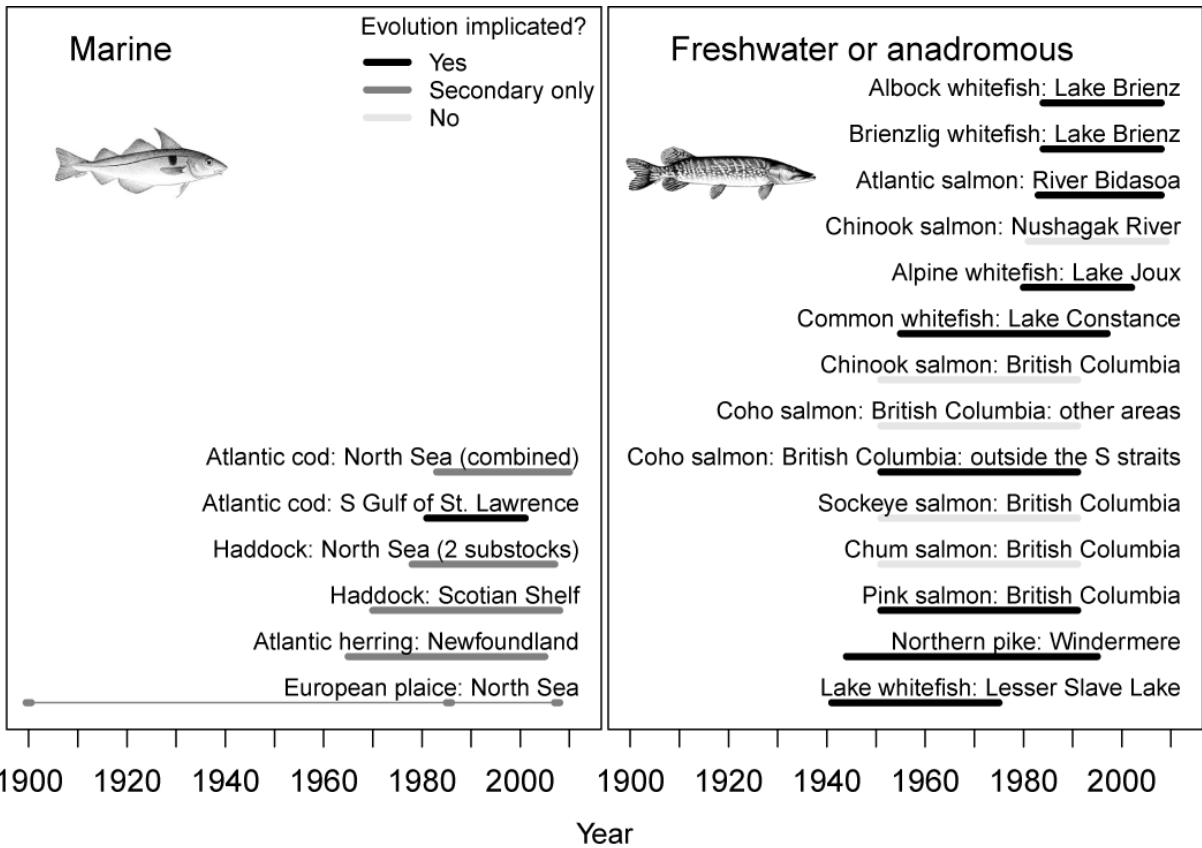 Marine
Evolution implicated?
Yes
Secondary only
No
Atlantic cod: North Sea (combined)
Atlantic cod: S Gulf of St. Lawrence
Haddock: North Sea (2 substocks)
Haddock: Scotian Shelf
Atlantic herring: Newfoundland
European plaice: North Sea
1900 1920 1940 1960 1980 2000
Freshwater or anadromous
Albock whitefish: Lake Brienz
Brienzlig whitefish: Lake Brienz
Atlantic salmon: River Bidasoa
Chinook salmon: Nushagak River
Alpine whitefish: Lake Joux
Common whitefish: Lake Constance
Chinook salmon: British Columbia
Coho salmon: British Columbia: other areas
Coho salmon: British Columbia: outside the S straits
Sockeye salmon: British Columbia
Chum salmon: British Columbia
Pink salmon: British Columbia
Northern pike: Windermere
Lake whitefish: Lesser Slave Lake
1900 1920 1940 1960 1980 2000
Year